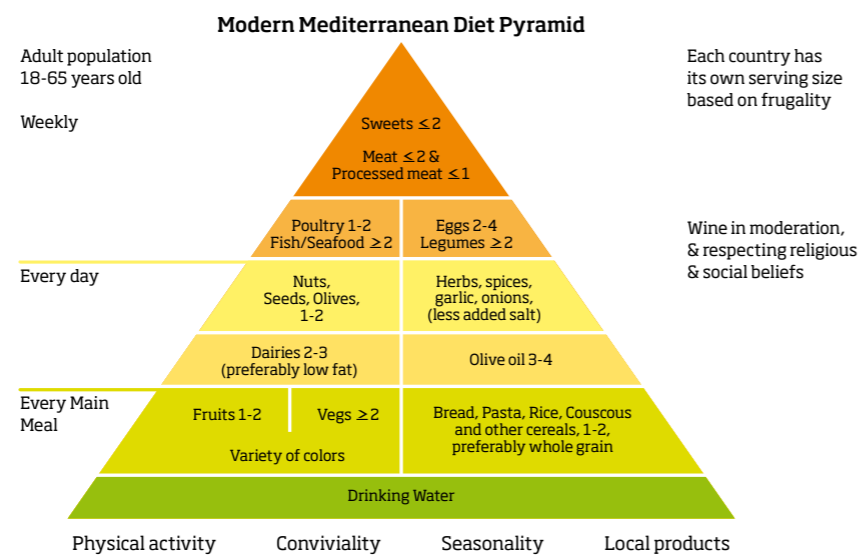 Modern Mediterranean Diet Pyramid
Adult population
18-65 years old
Weekly
Each country has
its own serving size
based on frugality
Sweets ≤2
Meat ≤2 &
Processed meat ≤1
Poultry 1-2
Fish/Seafood ≥2
Eggs 2-4
Legumes ≥2
Wine in moderation,
& respecting religious
& social beliefs
Every day
Nuts,
Seeds, Olives,
1-2
Herbs, spices,
garlic, onions,
(less added salt)
Dairies 2-3
(preferably low fat)
Olive oil 3-4
Every Main
Meal
Fruits 1-2
Vegs ≥2
Variety of colors
Bread, Pasta, Rice, Couscous
and other cereals, 1-2,
preferably whole grain
Drinking Water
Physical activity
Conviviality
Seasonality
Local products